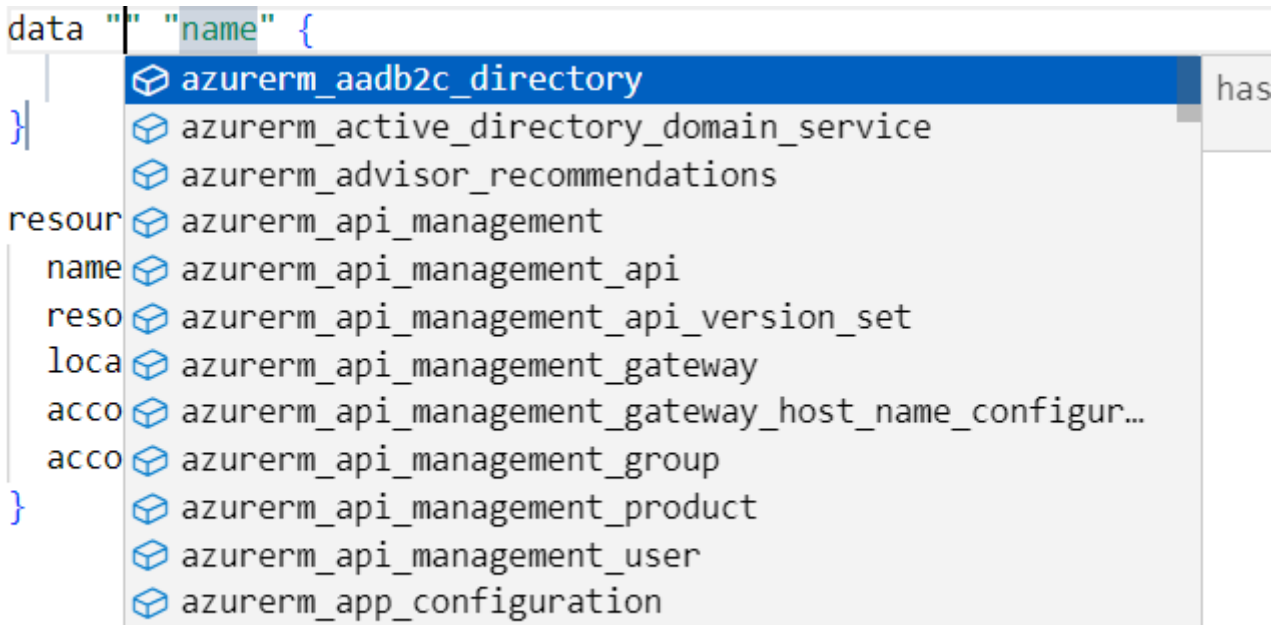 data "" "name" {
azurerm_aadb2c_directory
has
}
azurerm_active_directory_domain_service
azurerm_advisor_recommendations
resour
azurerm_api_management
name
azurerm_api_management_api
reso
azurerm_api_management_api_version_set
loca
azurerm_api_management_gateway
acco
azurerm_api_management_gateway_host_name_configur…
acco
azurerm_api_management_group
}
azurerm_api_management_product
azurerm_api_management_user
azurerm_app_configuration